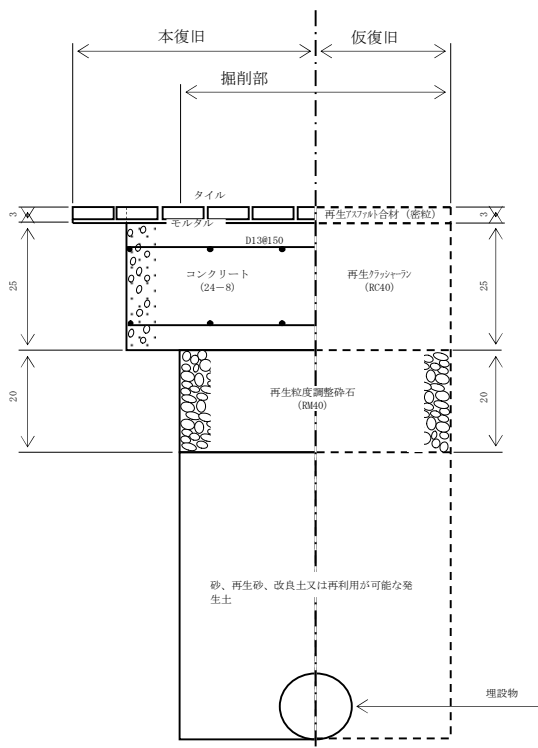 本復旧
仮復旧
掘削部
タイル
3
再生アスファルト合材（密粒）
3
モルタル
D13@150
25
コンクリート
(24－8)
再生クラッシャーラン
(RC40)
25
20
再生粒度調整砕石
(RM40)
20
砂、再生砂、改良土又は再利用が可能な発
生土
埋設物